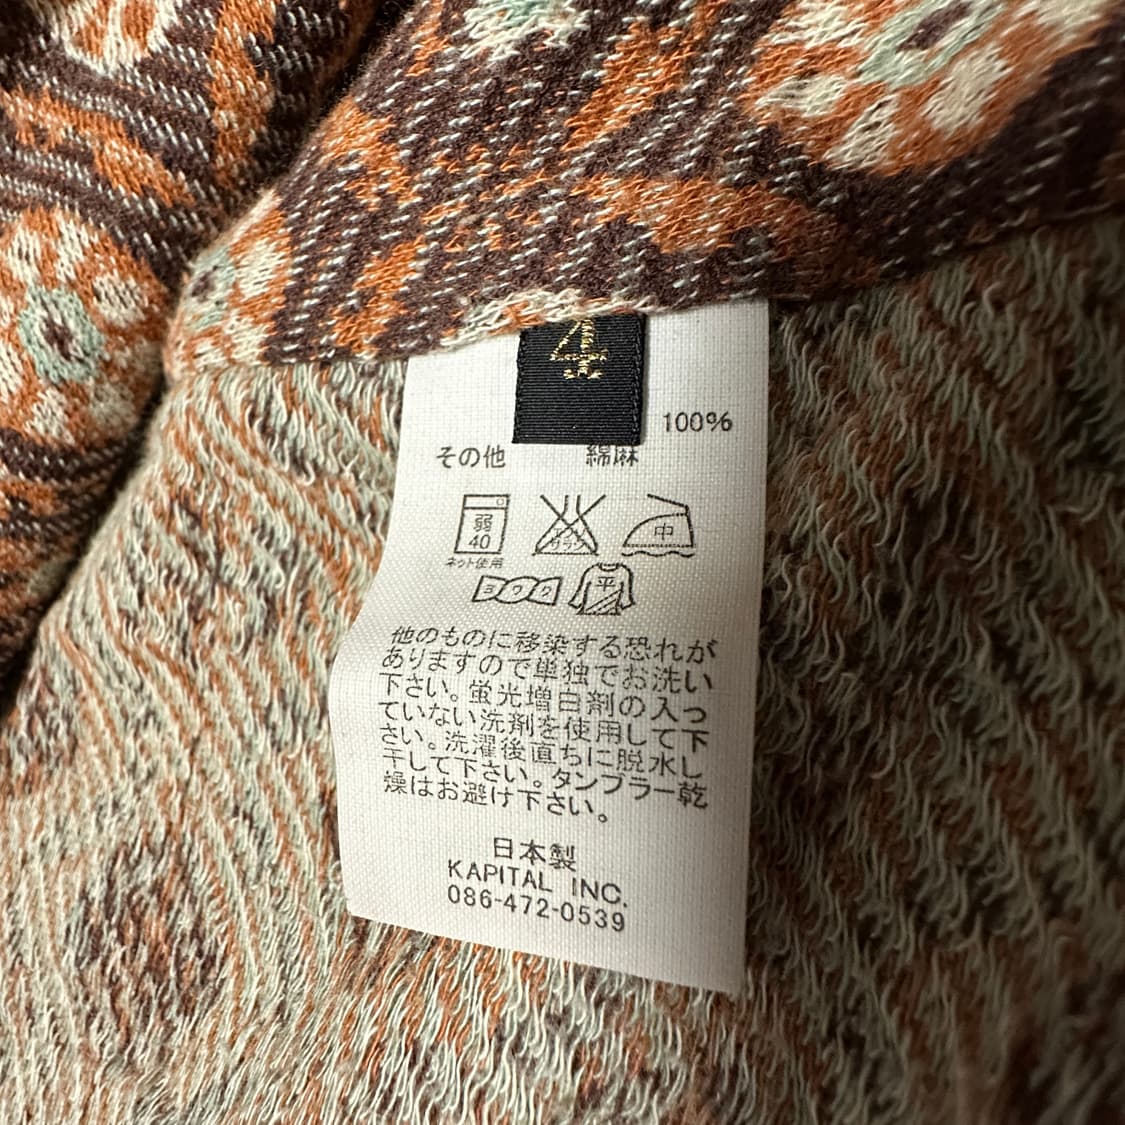 4
100%
その他 綿麻
弱
40
中
ネット使用
ヨワク
平
他のものに移染する恐れが
ありますので単独でお洗い
下さい。蛍光増白剤の入っ
ていない洗剤を使用して下
さい。洗濯後直ちに脱水し
干して下さい。タンブラー乾
燥はお避け下さい。
日本製
KAPITAL INC.
086-472-0539